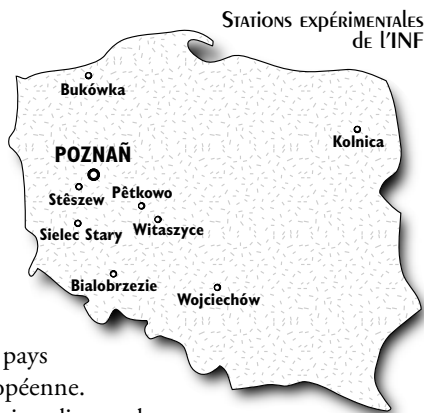 Stations expérimentales
de l'INF
Bukówka
Kolnica
POZNAÑ
Stêszew
Pêtkowo
Sielec Stary
Witaszyce
Bialobrzezie
Wojciechów
pays
opéenne.